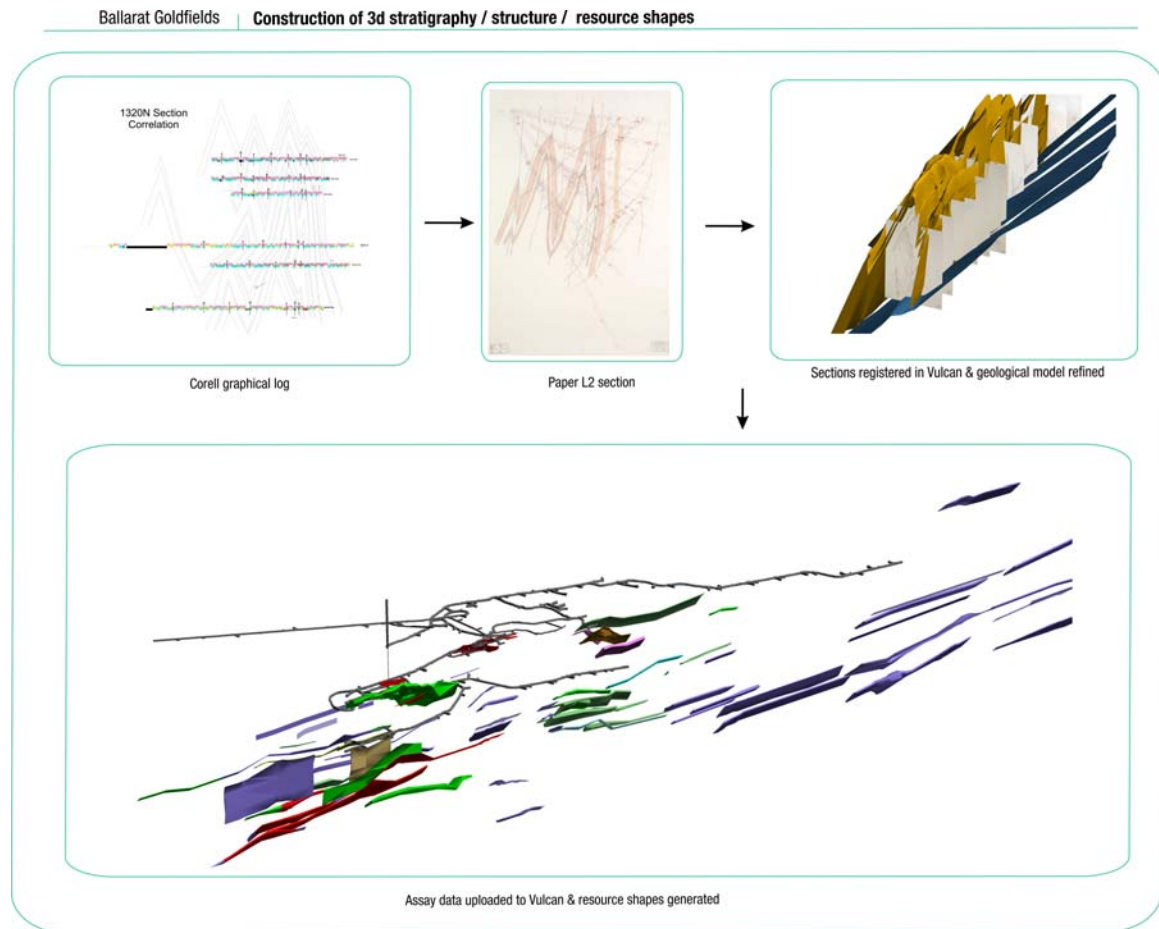 Ballarat Goldfields
Construction of 3d stratigraphy / structure / resource shapes
1320N Section
Correlation
Corell graphical log
Paper L2 section
Sections registered in Vulcan & geological model refined
Assay data uploaded to Vulcan & resource shapes generated